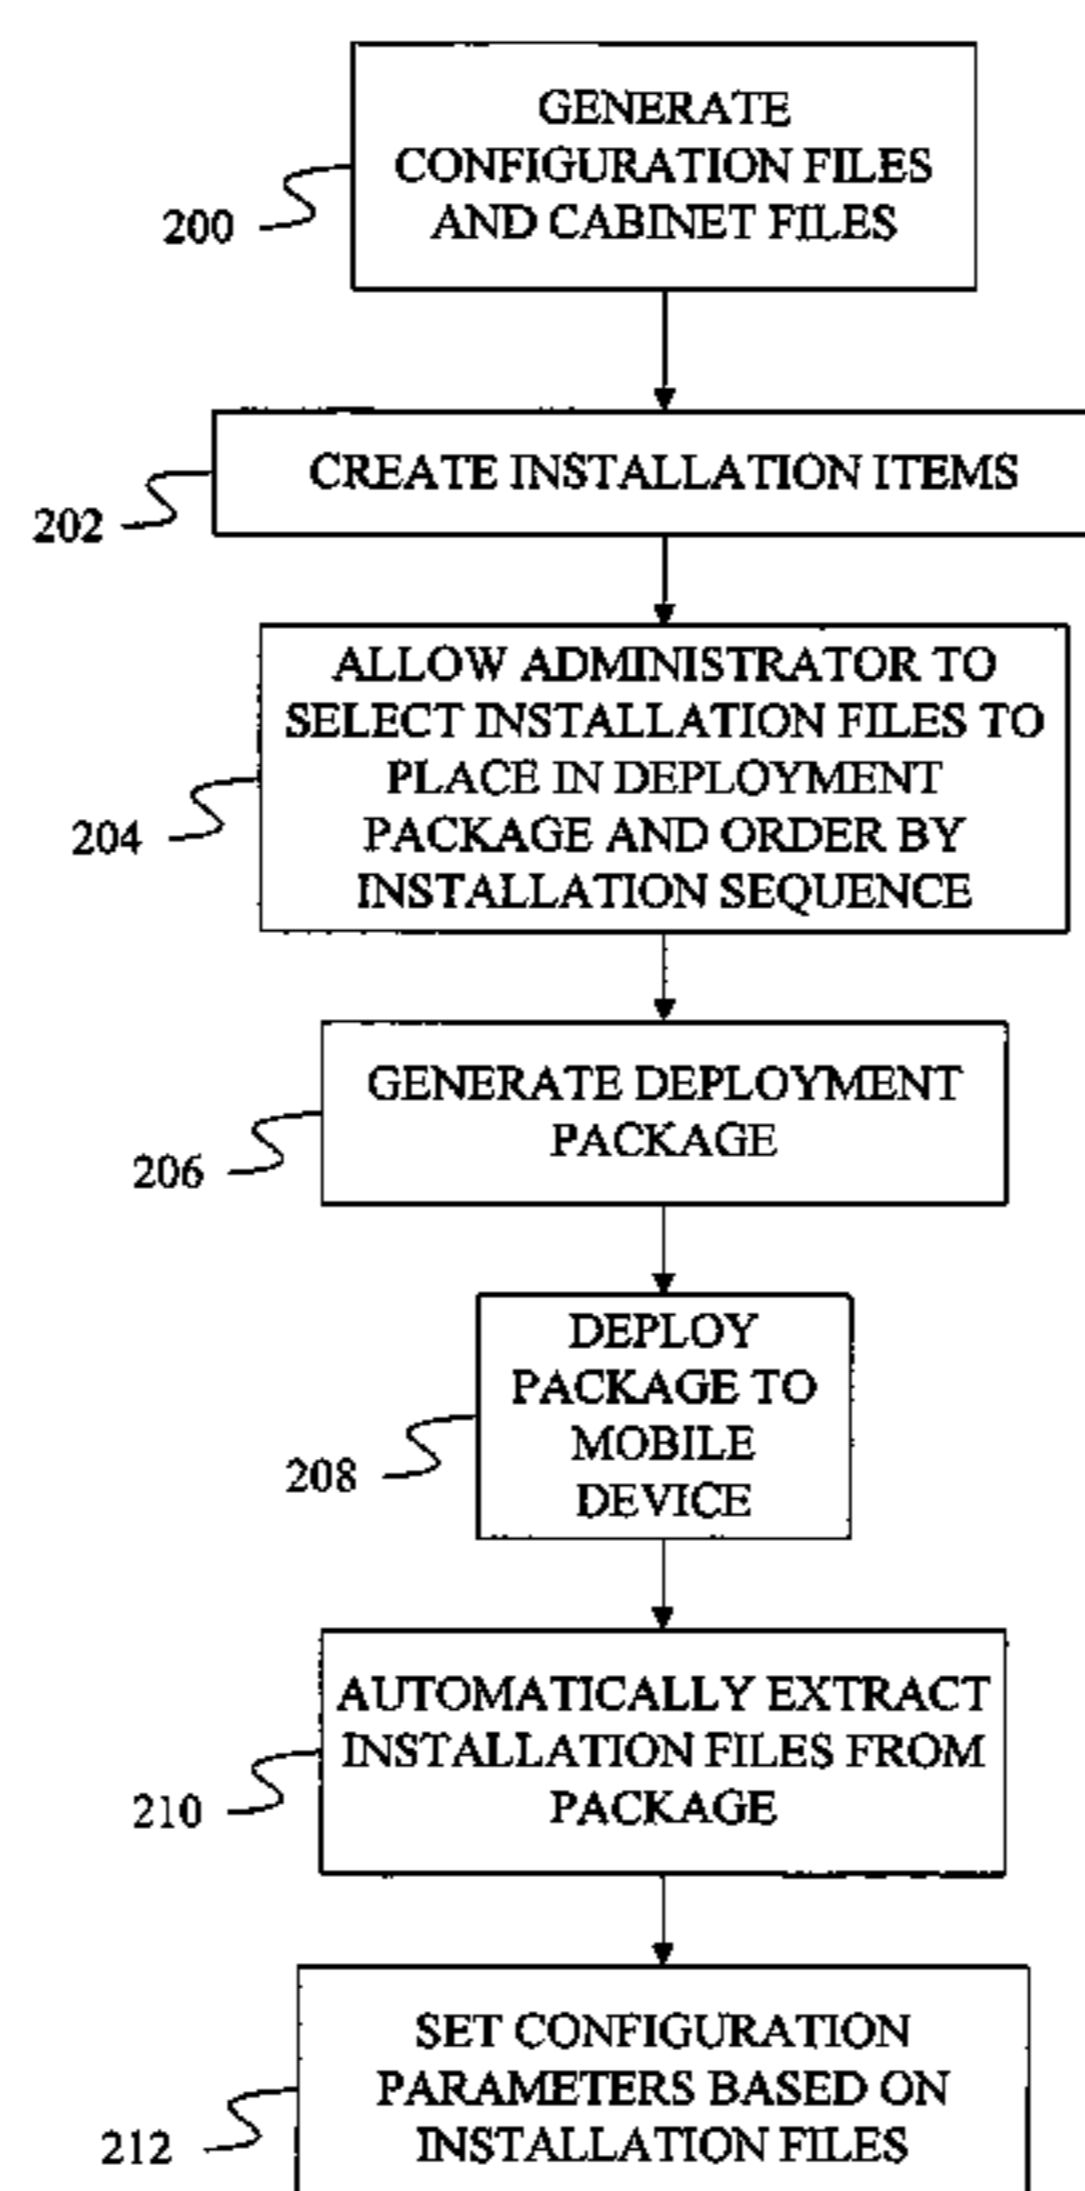 GENERATE
CONFIGURATION FILES
AND CABINET FILES
200
CREATE INSTALLATION ITEMS
202
ALLOW ADMINISTRATOR TO
SELECT INSTALLATION FILES TO
PLACE IN DEPLOYMENT
PACKAGE AND ORDER BY
INSTALLATION SEQUENCE
204
GENERATE DEPLOYMENT
PACKAGE
206
DEPLOY
PACKAGE TO
MOBILE
DEVICE
208
AUTOMATICALLY EXTRACT
INSTALLATION FILES FROM
PACKAGE
210
SET CONFIGURATION
PARAMETERS BASED ON
INSTALLATION FILES
212